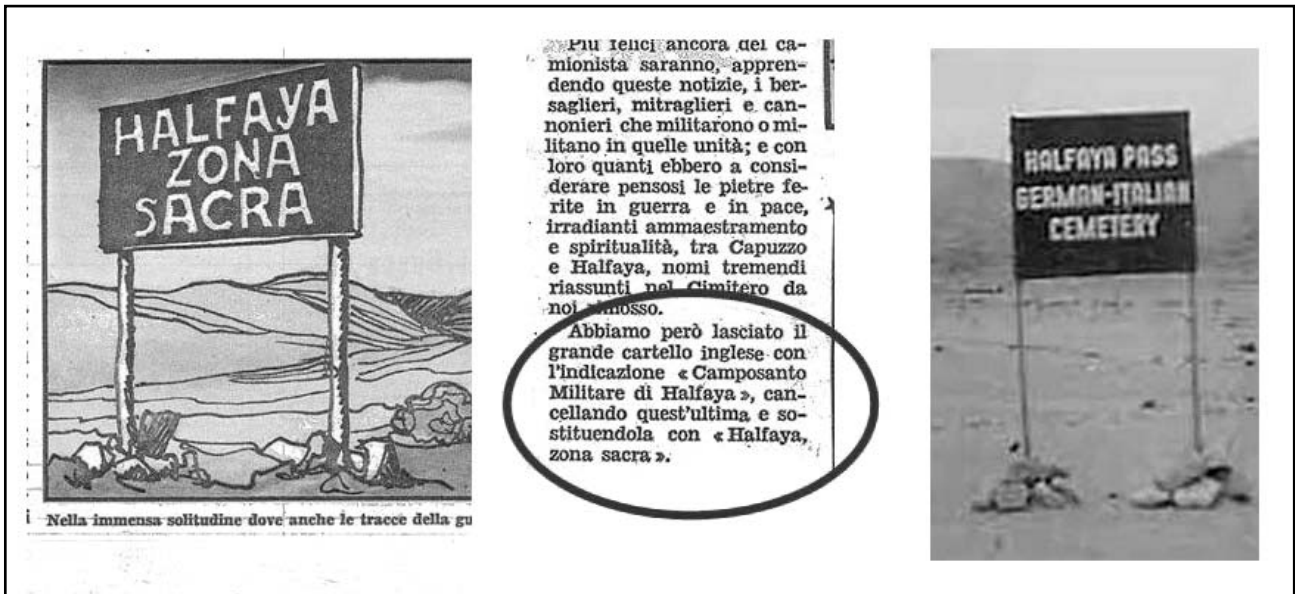 HALFAYA
ZONA
SACRA
Nella immensa solitudine dove anche le tracce della gu
Più felici ancora del ca-
mionista saranno, appren-
dendo queste notizie, i ber-
saglieri, mitraglieri e can-
nonieri che militarono o mi-
litano in quelle unità; e con
loro quanti ebbero a consi-
derare pensosi le pietre fe-
rite in guerra e in pace,
irradianti ammaestramento
e spiritualità, tra Capuzzo
e Halfaya, nomi tremendi
riassunti nel Cimitero da
noi rimosso.
Abbiamo però lasciato il
grande cartello inglese con
l'indicazione «Camposanto
Militare di Halfaya», can-
cellando quest'ultima e so-
stituendola con «Halfaya,
zona sacra».
HALFAYA PASS
GERMAN-ITALIAN
CEMETERY